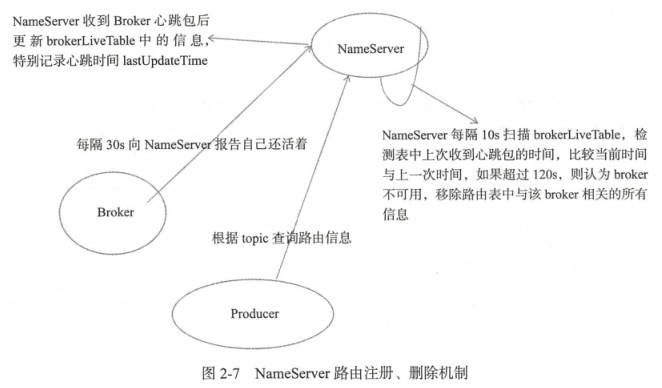 NameServer 收到 Broker 心跳包后
更新 brokerLiveTable 中的信息，
特别记录心跳时间 lastUpdateTime
NameServer
每隔 30s 向 NameServer 报告自己还活着
NameServer 每隔 10s 扫描 brokerLiveTable，检
测表中上次收到心跳包的时间，比较当前时间
与上一次时间，如果超过 120s，则认为 broker
不可用，移除路由表中与该 broker 相关的所有
信息
Broker
根据 topic 查询路由信息
Producer
图 2-7 NameServer 路由注册、删除机制